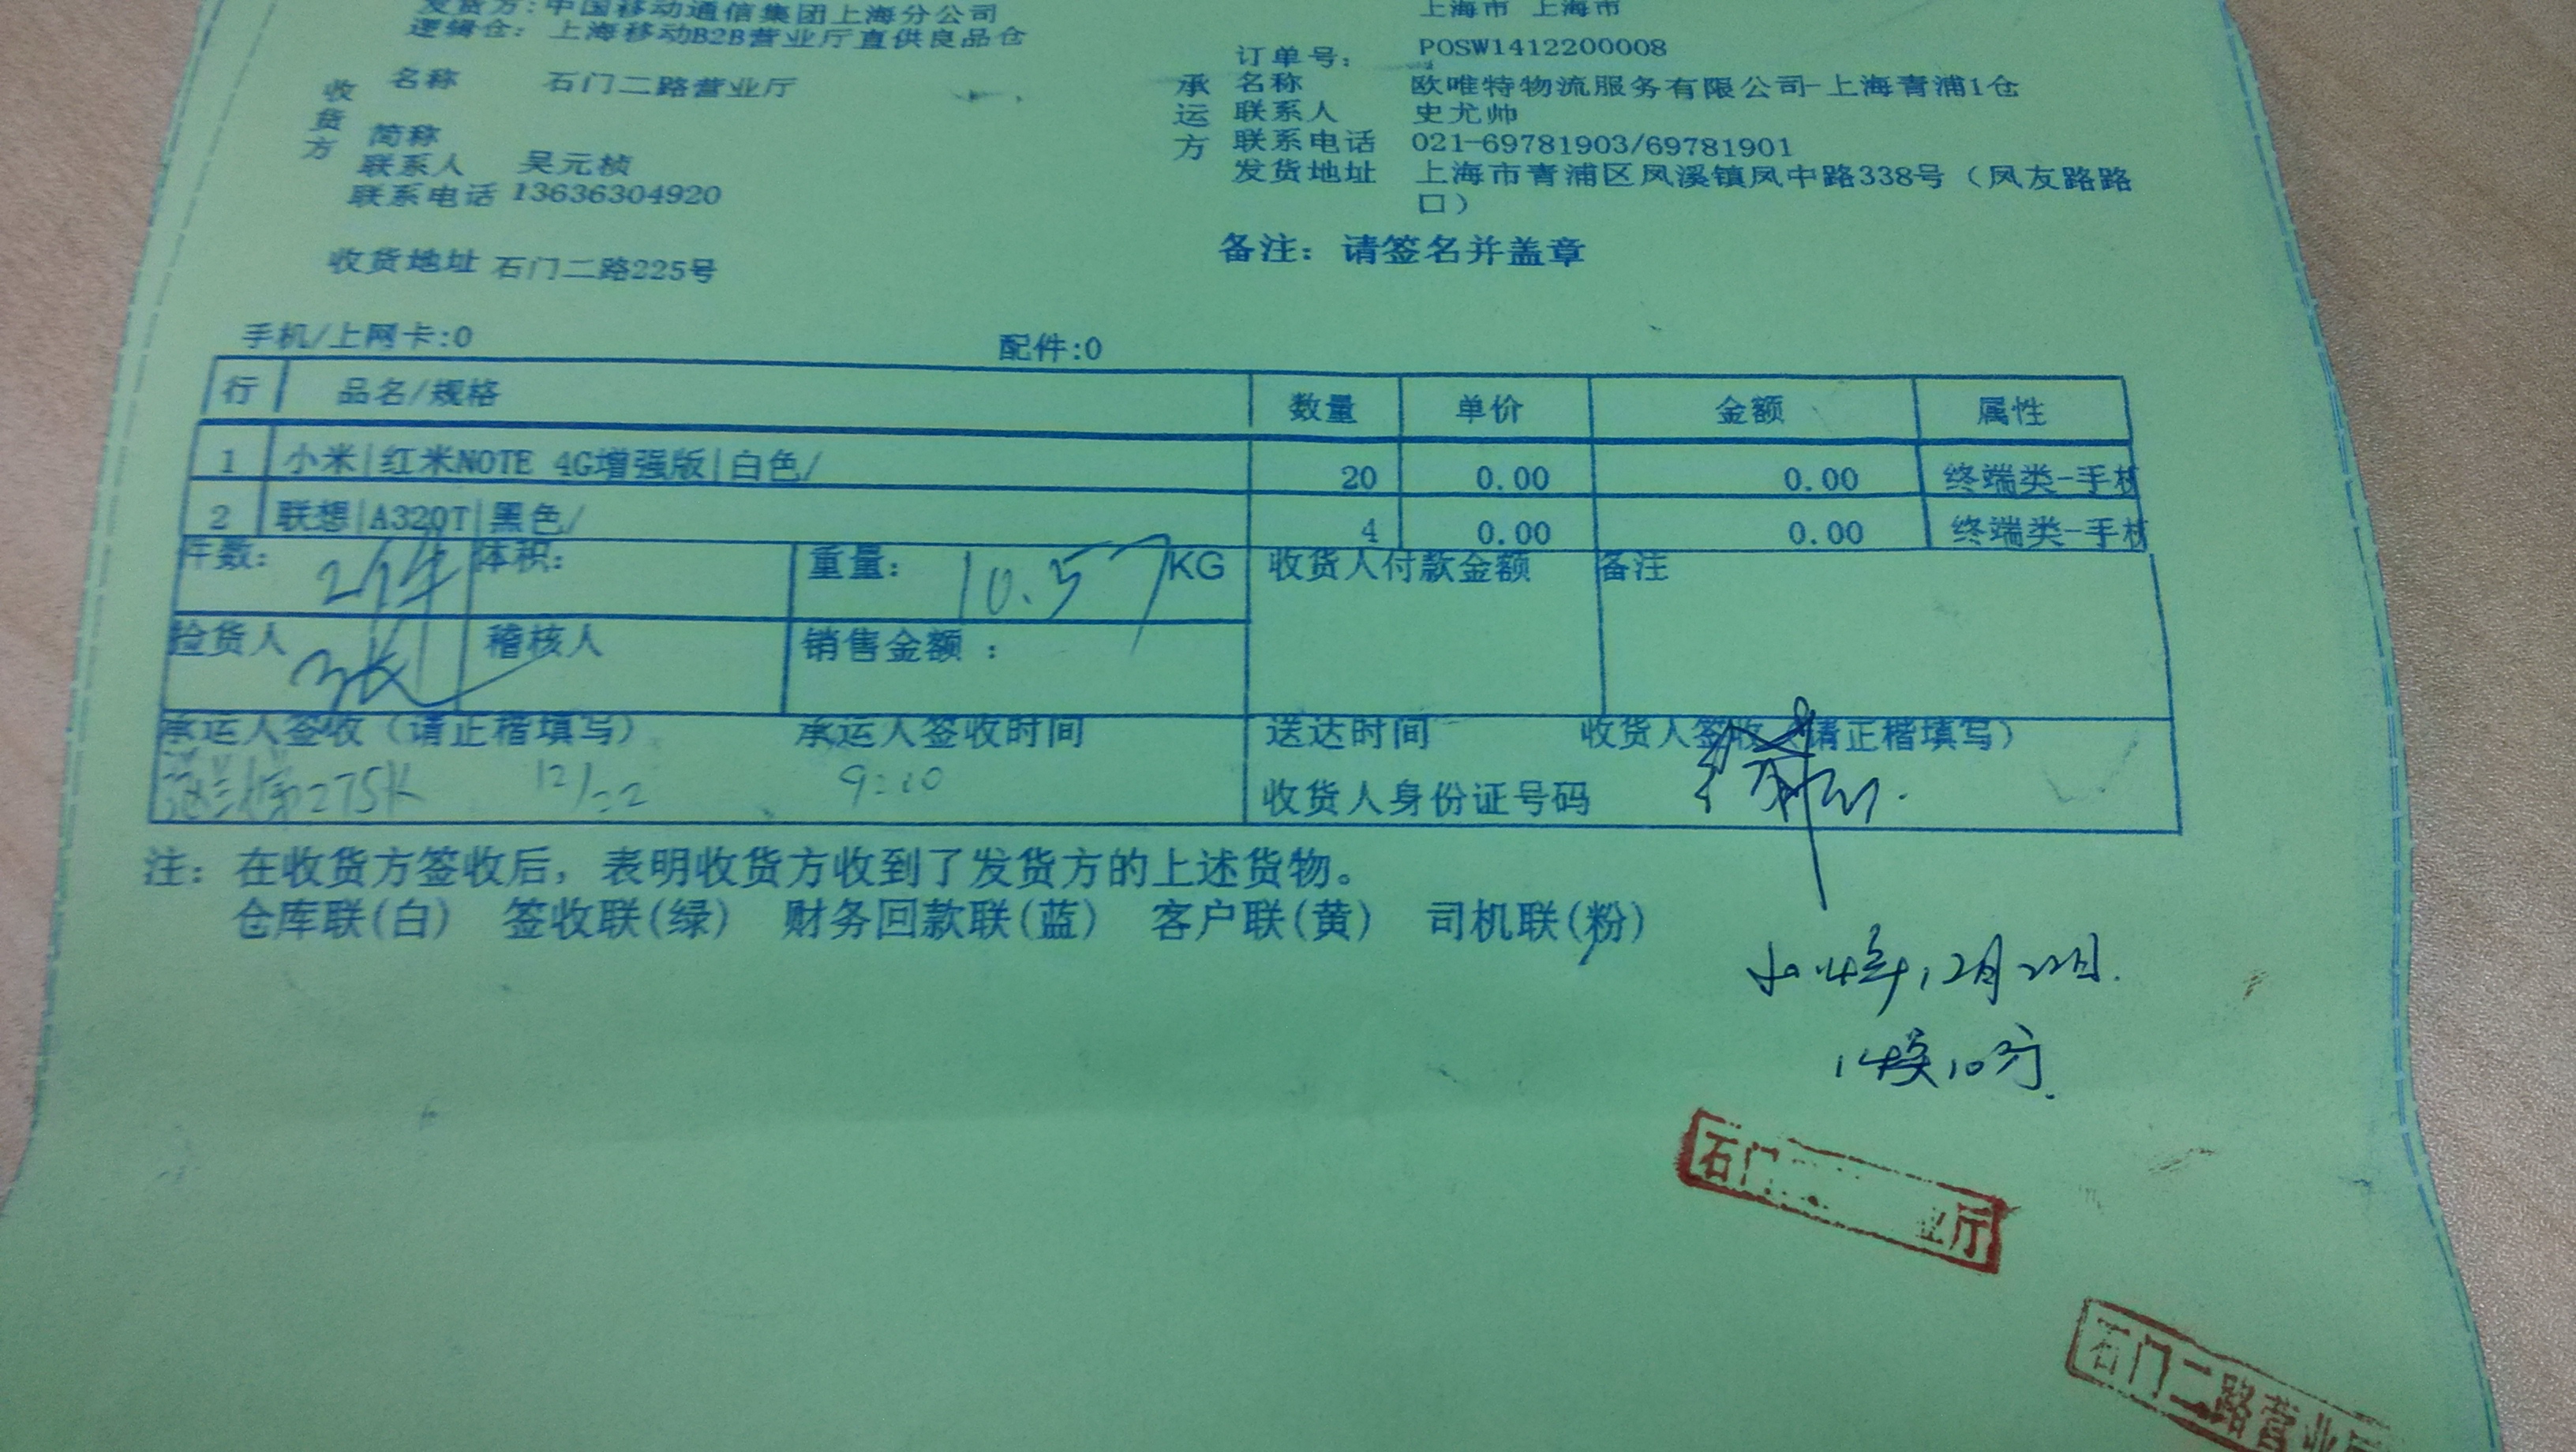 发货方:中国移动通信集团上海分公司
逻辑仓: 上海移动B2B营业厅直供良品仓
收货方
名称 石门二路营业厅
简称
联系人 吴元桢
联系电话 13636304920
收货地址 石门二路225号
上海市 上海市
订单号: POSW1412200008
承运方
名称 欧唯特物流服务有限公司-上海青浦1仓
联系人 史尤帅
联系电话 021-69781903/69781901
发货地址 上海市青浦区凤溪镇凤中路338号（凤友路路
口）
备注: 请签名并盖章
手机/上网卡:0 配件:0
行 品名/规格 数量 单价 金额 属性
1 小米|红米NOTE 4G增强版|白色/ 20 0.00 0.00 终端类-手机
2 联想|A320T|黑色/ 4 0.00 0.00 终端类-手机
件数: 2件 体积: 重量: 10.57 KG 收货人付款金额 备注
捡货人 稽核人 销售金额 :
承运人签收（请正楷填写） 承运人签收时间 送达时间 收货人签收（请正楷填写）
275K 12/22 9:10 收货人身份证号码
注: 在收货方签收后，表明收货方收到了发货方的上述货物。
仓库联(白) 签收联(绿) 财务回款联(蓝) 客户联(黄) 司机联(粉)
2014年12月22日.
14点10分.
石门 业厅
石门二路营业厅